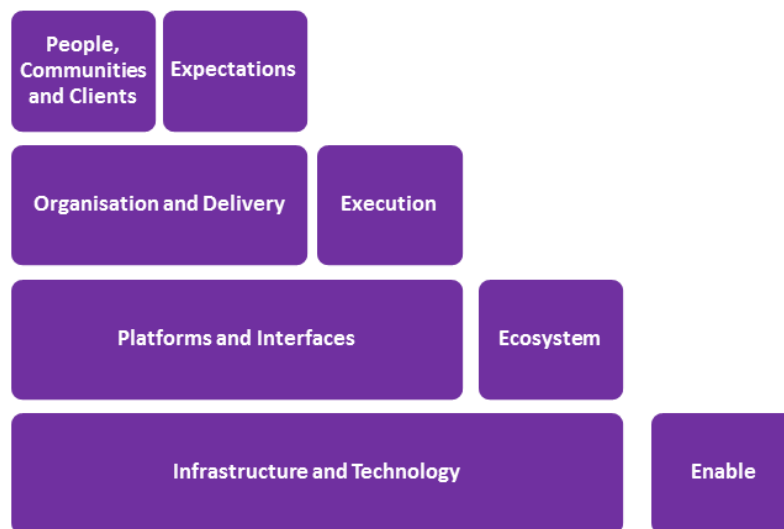 People,
Communities
and Clients
Expectations
Organisation and Delivery
Execution
Platforms and Interfaces
Ecosystem
Infrastructure and Technology
Enable